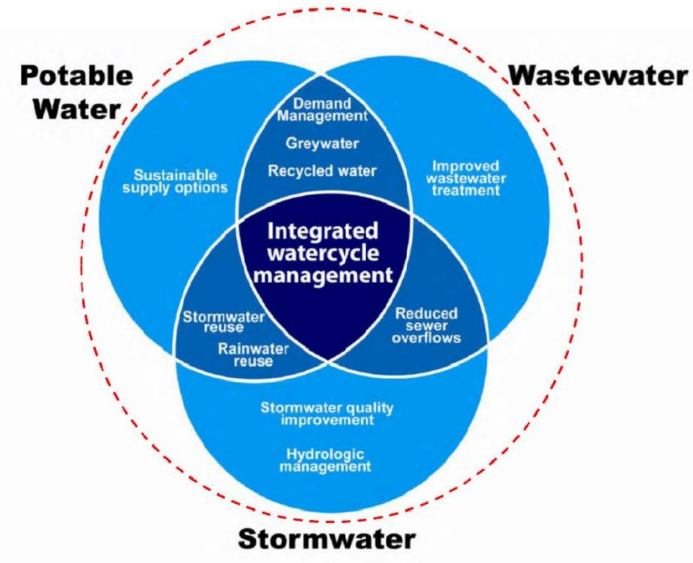 Potable
Water
Wastewater
Demand
Management
Greywater
Recycled water
Sustainable
supply options
Improved
wastewater
treatment
Integrated
watercycle
management
Stormwater
reuse
Rainwater
reuse
Reduced
sewer
overflows
Stormwater quality
improvement
Hydrologic
management
Stormwater